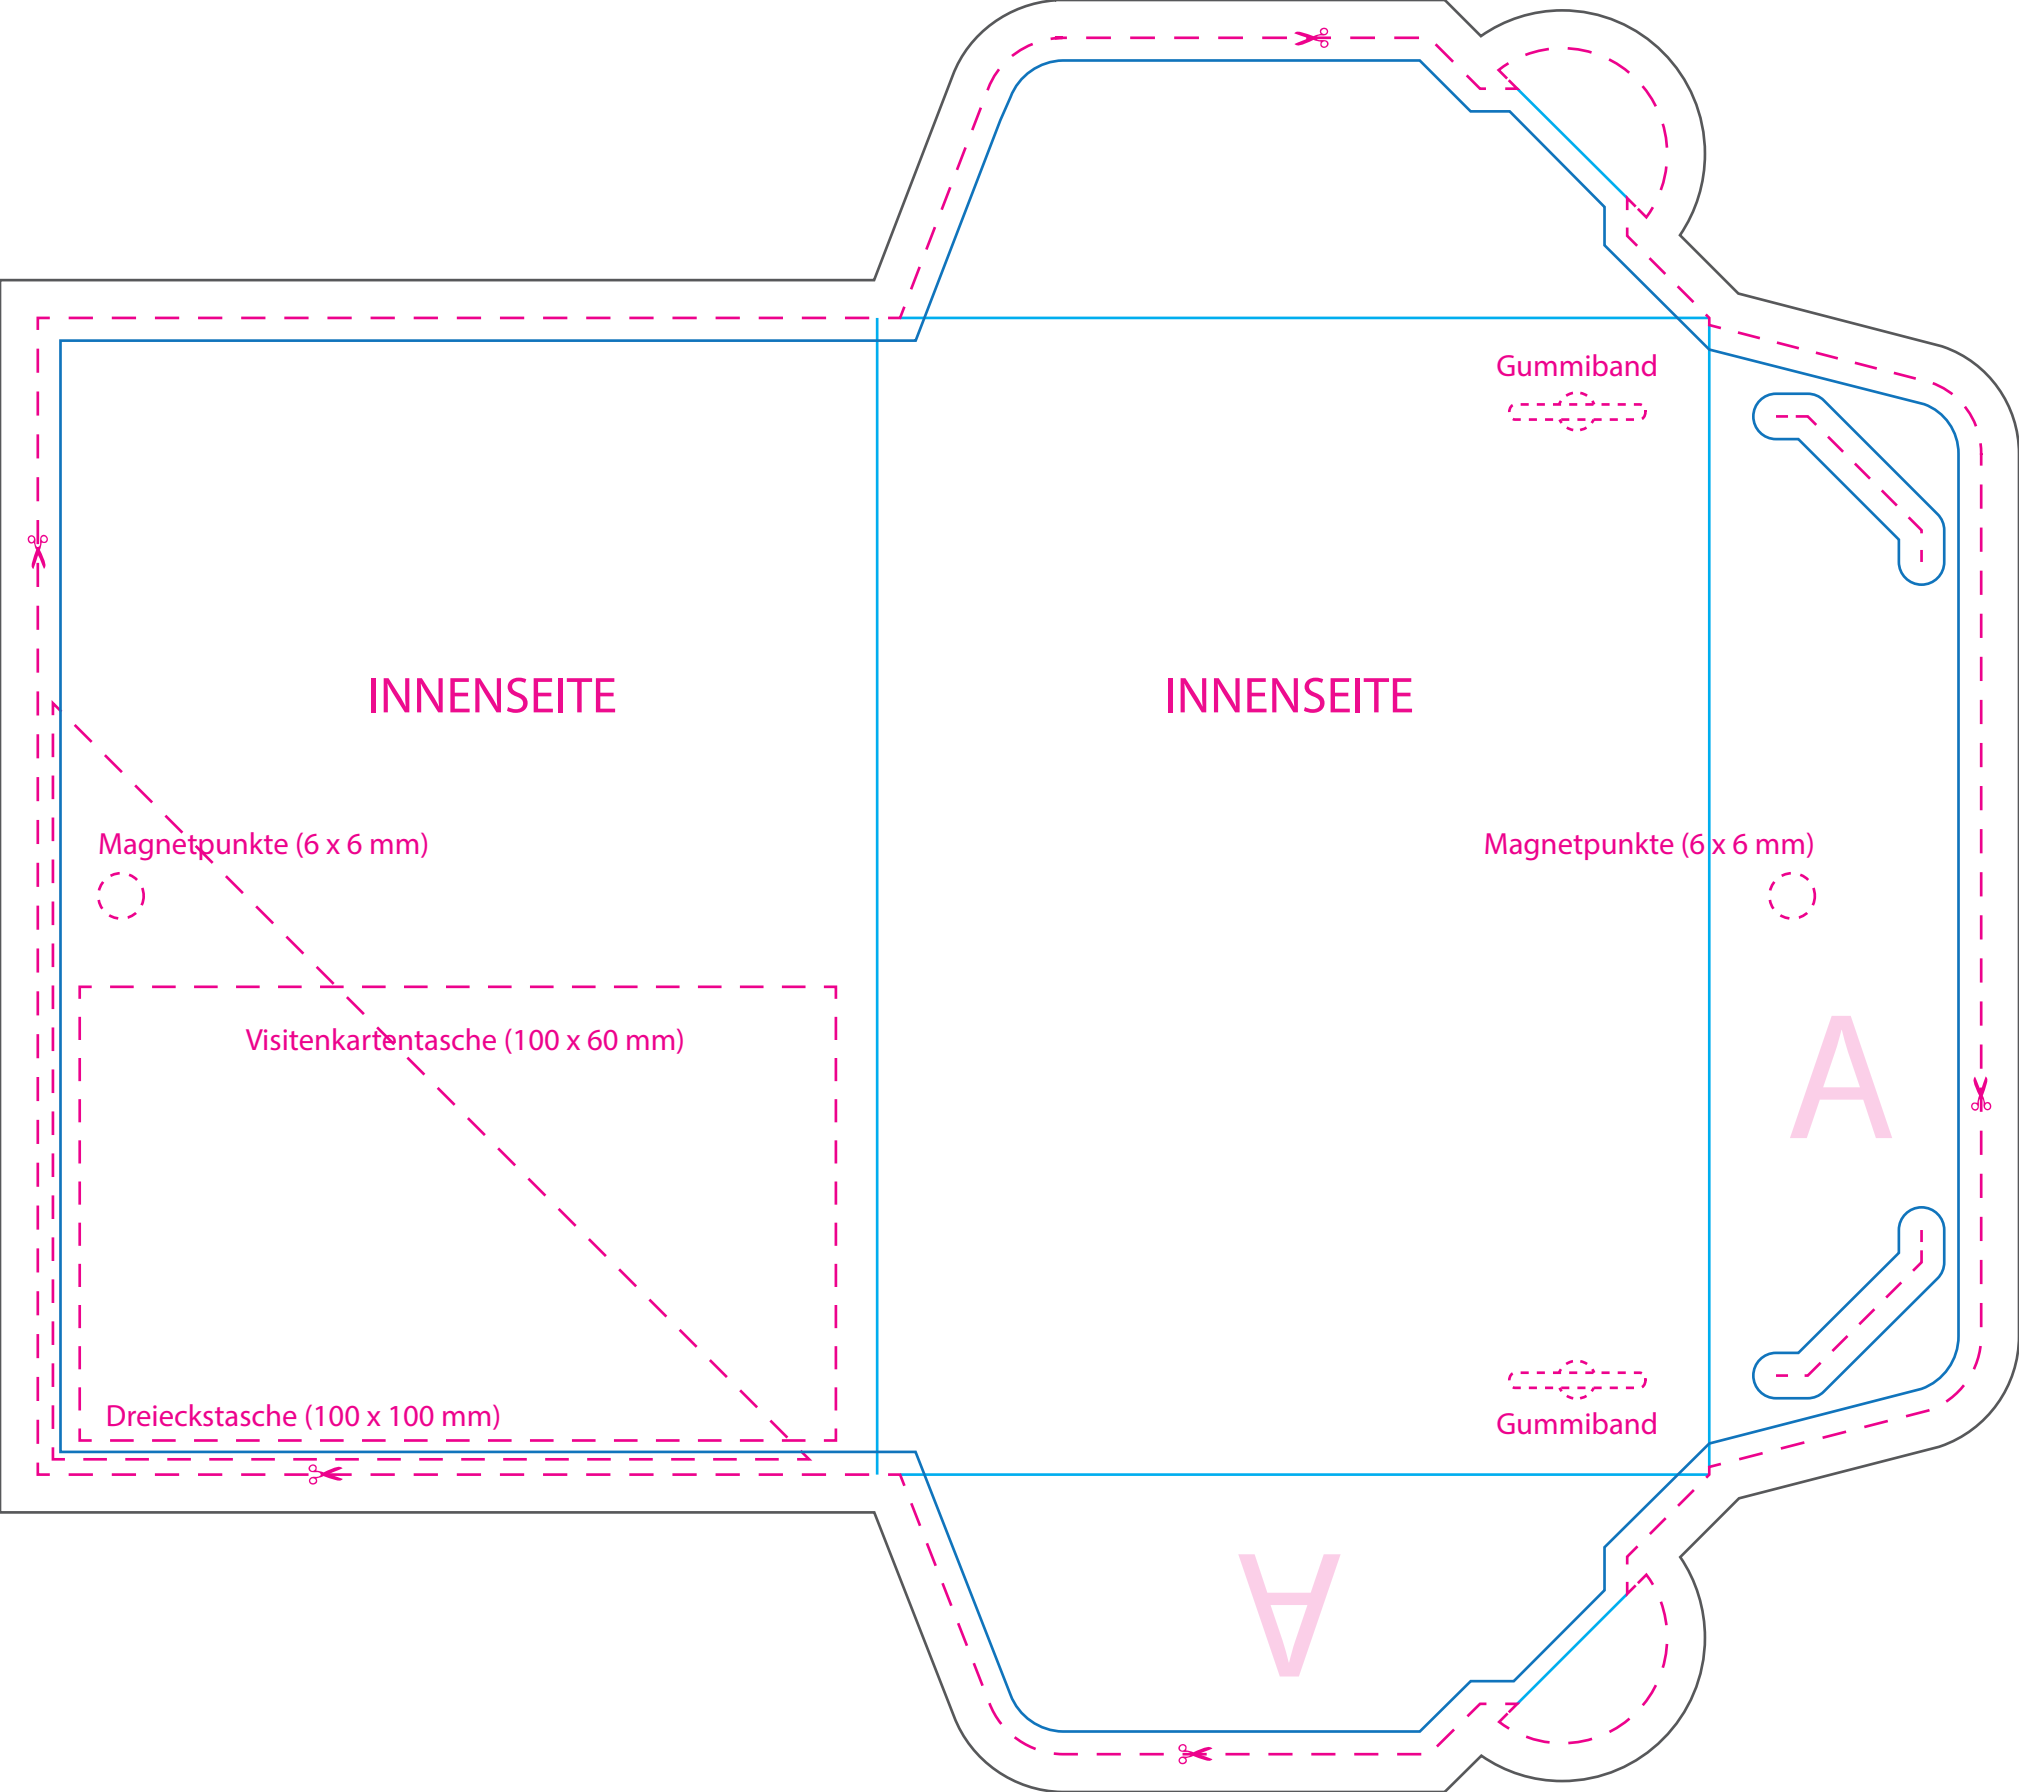 Gummiband
INNENSEITE
INNENSEITE
Magnetpunkte (6 x 6 mm)
Magnetpunkte (6 x 6 mm)
A
Visitenkartentasche (100 x 60 mm)
Dreieckstasche (100 x 100 mm)
Gummiband
A